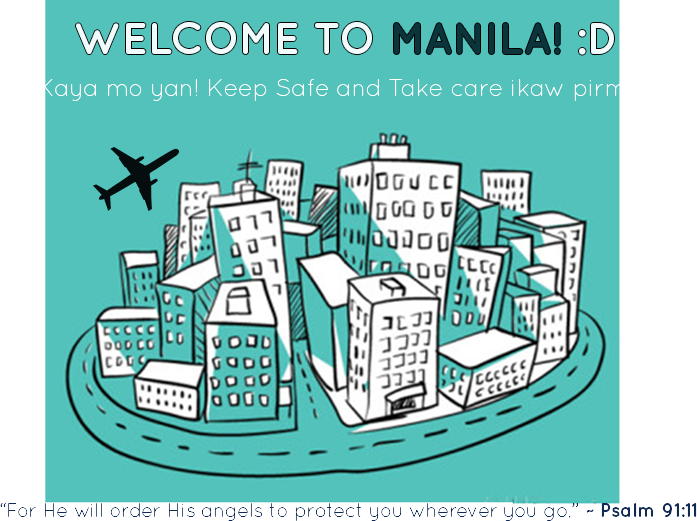 WELCOME TO MANILA! :D
Kaya mo yan! Keep Safe and Take care ikaw pirm
“For He will order His angels to protect you wherever you go.” ~ Psalm 91:11